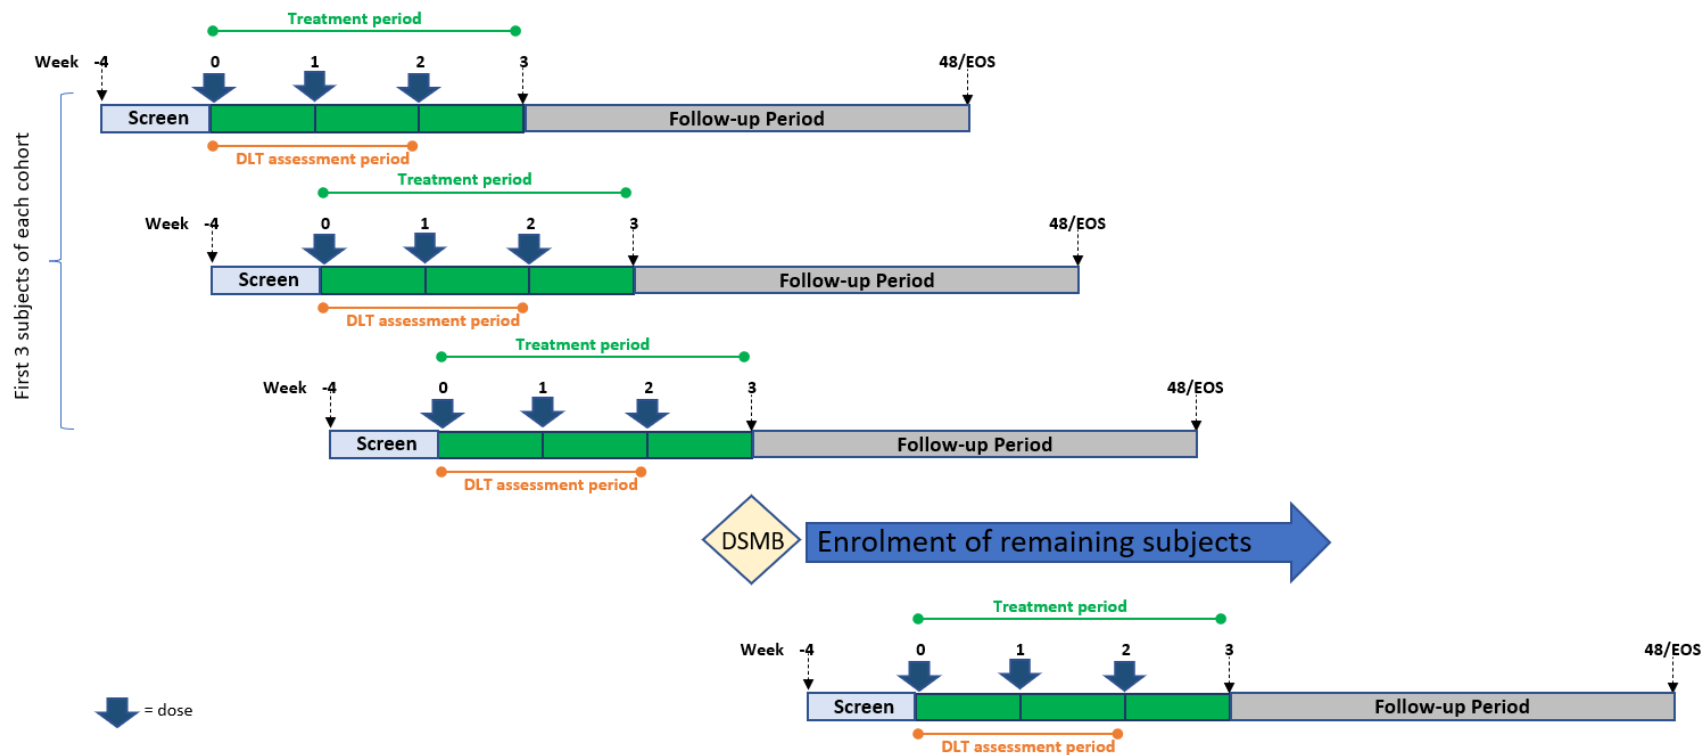 Treatment period
Week -4 0 1 2 3 48/EOS
Screen Follow-up Period
DLT assessment period
First 3 subjects of each cohort
Treatment period
Week -4 0 1 2 3 48/EOS
Screen Follow-up Period
DLT assessment period
Treatment period
Week -4 0 1 2 3 48/EOS
Screen Follow-up Period
DLT assessment period
DSMB Enrolment of remaining subjects
Treatment period
Week -4 0 1 2 3 48/EOS
Screen Follow-up Period
= dose
DLT assessment period